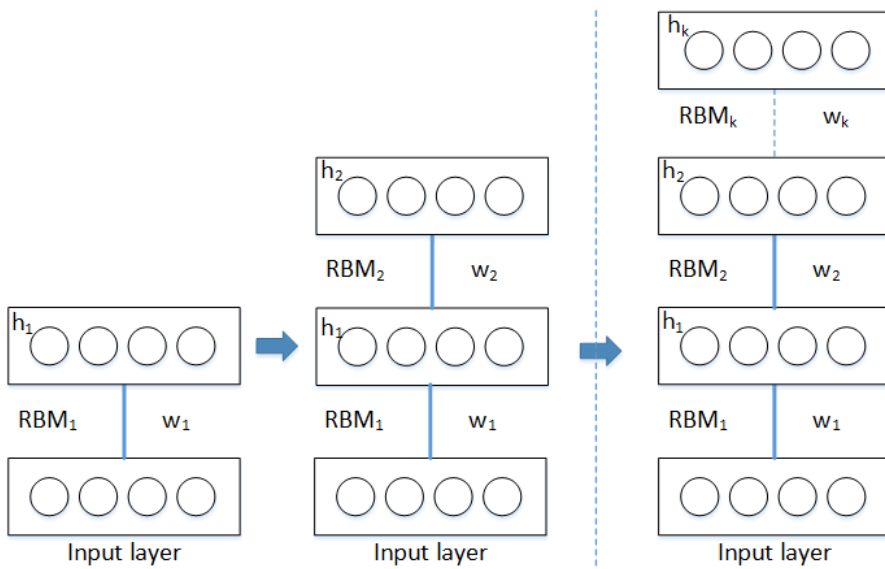 h₁
RBM₁ w₁
Input layer
h₂
RBM₂ w₂
h₁
RBM₁ w₁
Input layer
hₖ
RBMₖ wₖ
h₂
RBM₂ w₂
h₁
RBM₁ w₁
Input layer